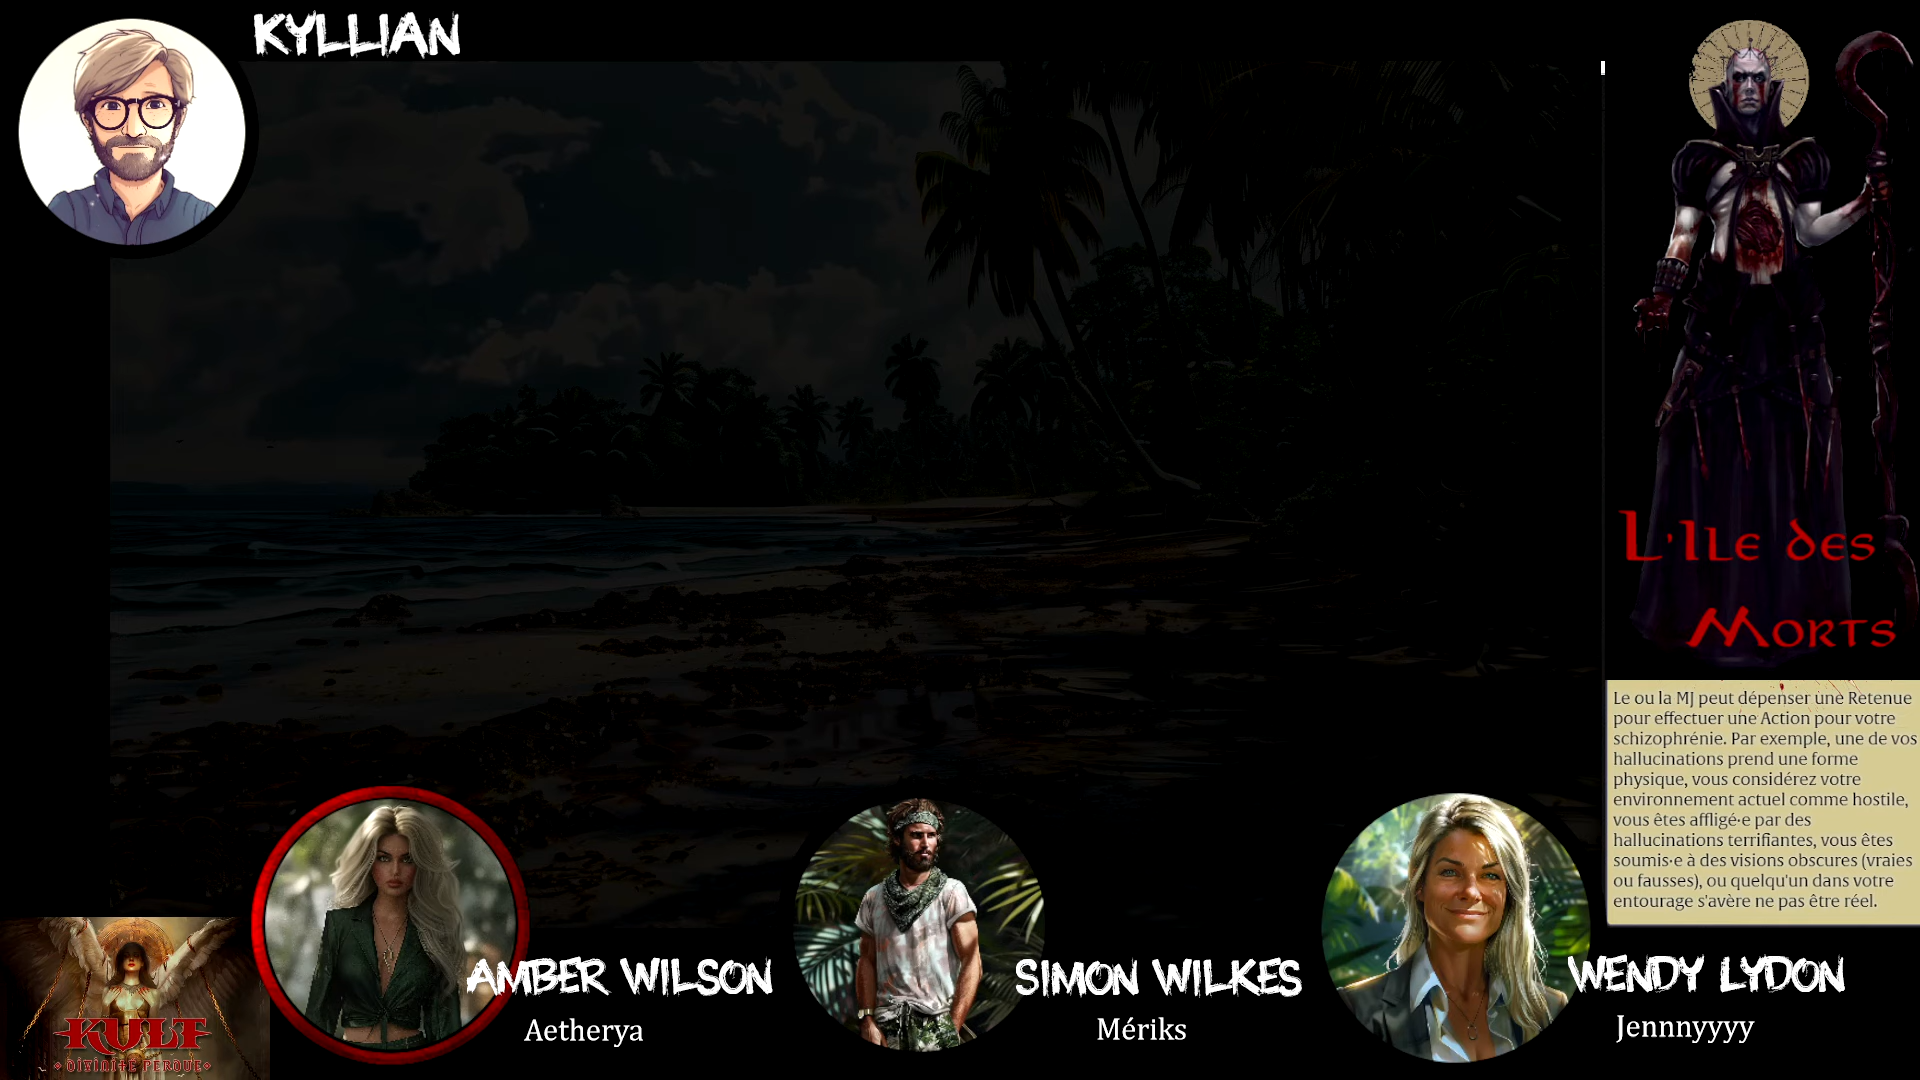 KYLLIAN
L'Ile des
Morts
Le ou la MJ peut dépenser une Retenue
pour effectuer une Action pour votre
schizophrénie. Par exemple, une de vos
hallucinations prend une forme
physique, vous considérez votre
environnement actuel comme hostile,
vous êtes affligé·e par des
hallucinations terrifiantes, vous êtes
soumis·e à des visions obscures (vraies
ou fausses), ou quelqu'un dans votre
entourage s'avère ne pas être réel.
AMBER WILSON
Aetherya
SIMON WILKES
Mériks
WENDY LYDON
Jennnyyyy
KULT
DIVINITÉ PERDUE